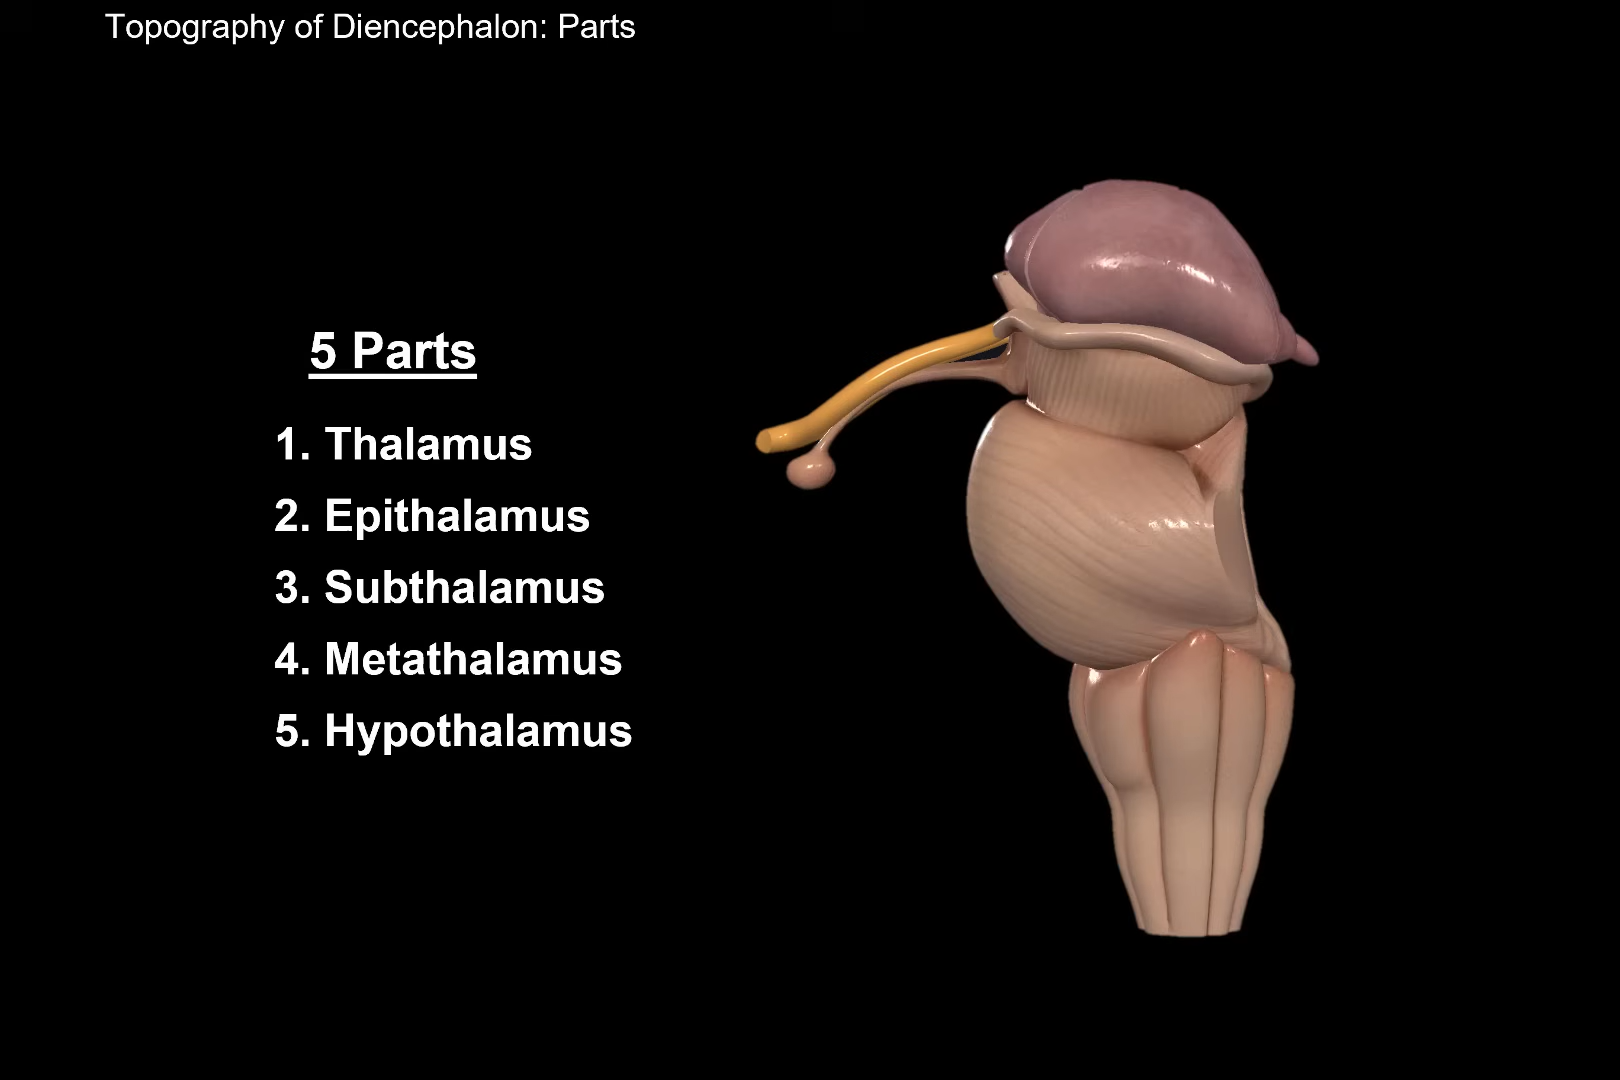 Topography of Diencephalon: Parts
5 Parts
1. Thalamus
2. Epithalamus
3. Subthalamus
4. Metathalamus
5. Hypothalamus